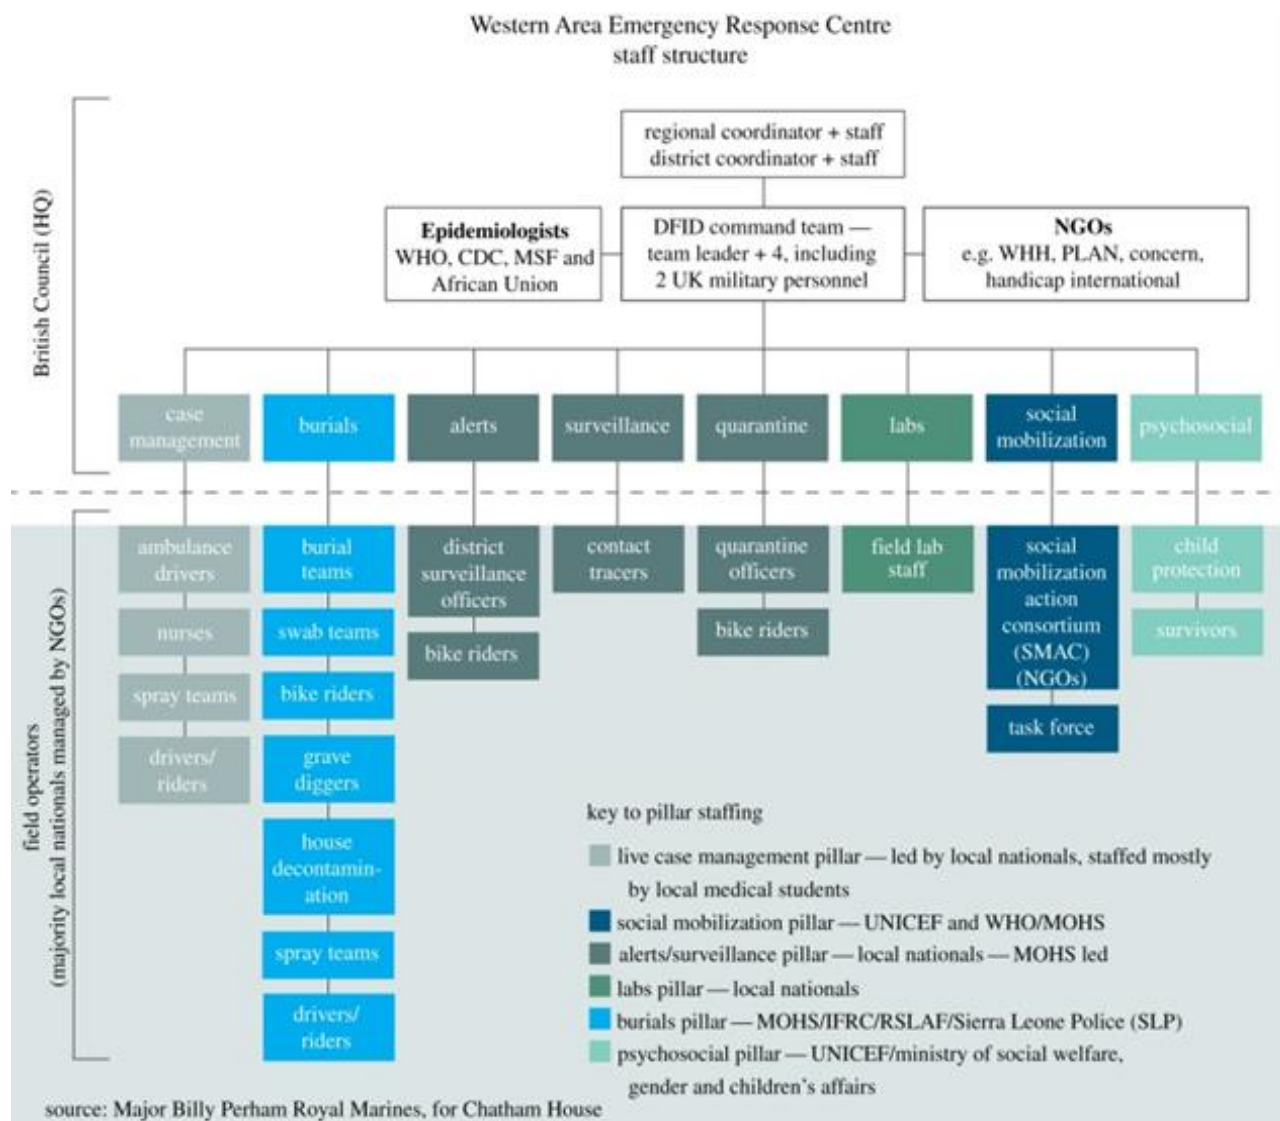 Western Area Emergency Response Centre
staff structure
British Council (HQ)
regional coordinator + staff
district coordinator + staff
Epidemiologists
WHO, CDC, MSF and
African Union
DFID command team —
team leader + 4, including
2 UK military personnel
NGOs
e.g. WHH, PLAN, concern,
handicap international
case
management
burials
alerts
surveillance
quarantine
labs
social
mobilization
psychosocial
field operators
(majority local nationals managed by NGOs)
ambulance
drivers
nurses
spray teams
drivers/
riders
burial
teams
swab teams
bike riders
grave
diggers
house
decontamin-
ation
spray teams
drivers/
riders
district
surveillance
officers
bike riders
contact
tracers
quarantine
officers
bike riders
field lab
staff
social
mobilization
action
consortium
(SMAC)
(NGOs)
task force
child
protection
survivors
key to pillar staffing
live case management pillar — led by local nationals, staffed mostly
by local medical students
social mobilization pillar — UNICEF and WHO/MOHS
alerts/surveillance pillar — local nationals — MOHS led
labs pillar — local nationals
burials pillar — MOHS/IFRC/RSLAF/Sierra Leone Police (SLP)
psychosocial pillar — UNICEF/ministry of social welfare,
gender and children's affairs
source: Major Billy Perham Royal Marines, for Chatham House